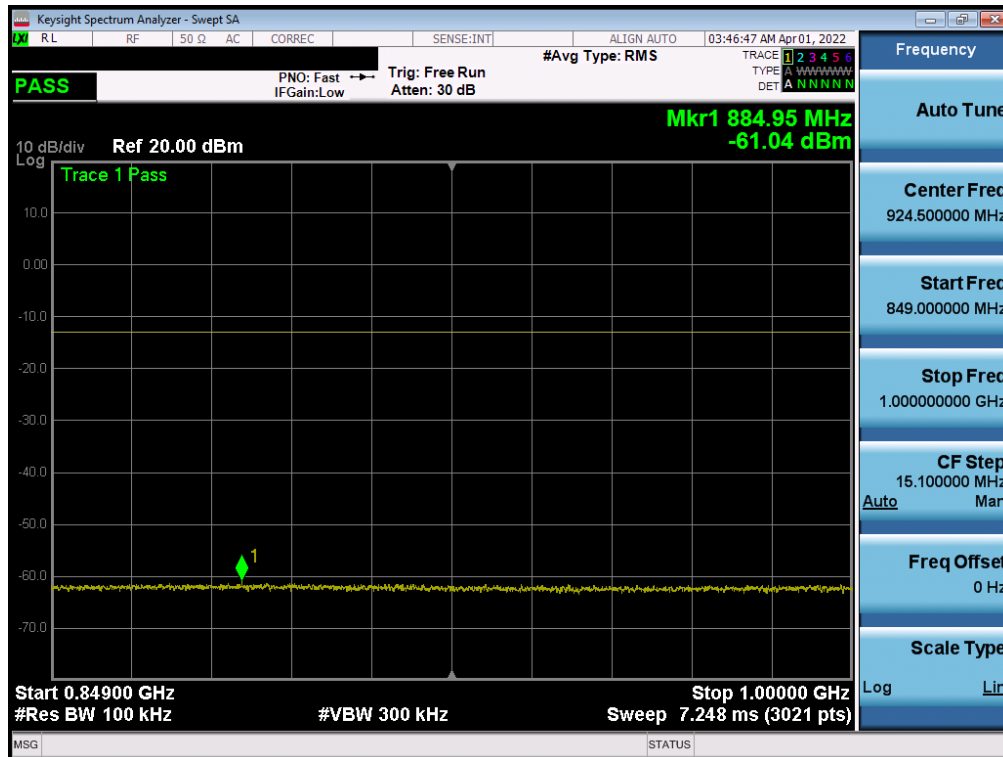 Keysight Spectrum Analyzer - Swept SA
LXI RL RF 50 Ω AC CORREC SENSE:INT ALIGN AUTO 03:46:47 AM Apr 01, 2022
#Avg Type: RMS TRACE 1 2 3 4 5 6
PASS PNO: Fast Trig: Free Run TYPE A WWWWW
IFGain:Low Atten: 30 dB DET A N N N N N
Mkr1 884.95 MHz
-61.04 dBm
10 dB/div Ref 20.00 dBm
Log
Trace 1 Pass
10.0
0.00
-10.0
-20.0
-30.0
-40.0
-50.0
1
-60.0
-70.0
Start 0.84900 GHz Stop 1.00000 GHz
#Res BW 100 kHz #VBW 300 kHz Sweep 7.248 ms (3021 pts)
MSG STATUS
Frequency
Auto Tune
Center Freq
924.500000 MHz
Start Freq
849.000000 MHz
Stop Freq
1.000000000 GHz
CF Step
15.100000 MHz
Auto Man
Freq Offset
0 Hz
Scale Type
Log Lin